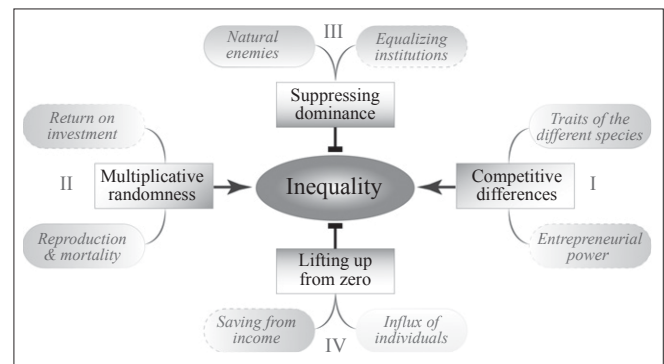 III
Natural
enemies
Equalizing
institutions
Suppressing
dominance
Return on
investment
Traits of the
different species
II
Multiplicative
randomness
Inequality
Competitive
differences
I
Reproduction
& mortality
Entrepreneurial
power
Lifting up
from zero
Saving from
income
Influx of
individuals
IV